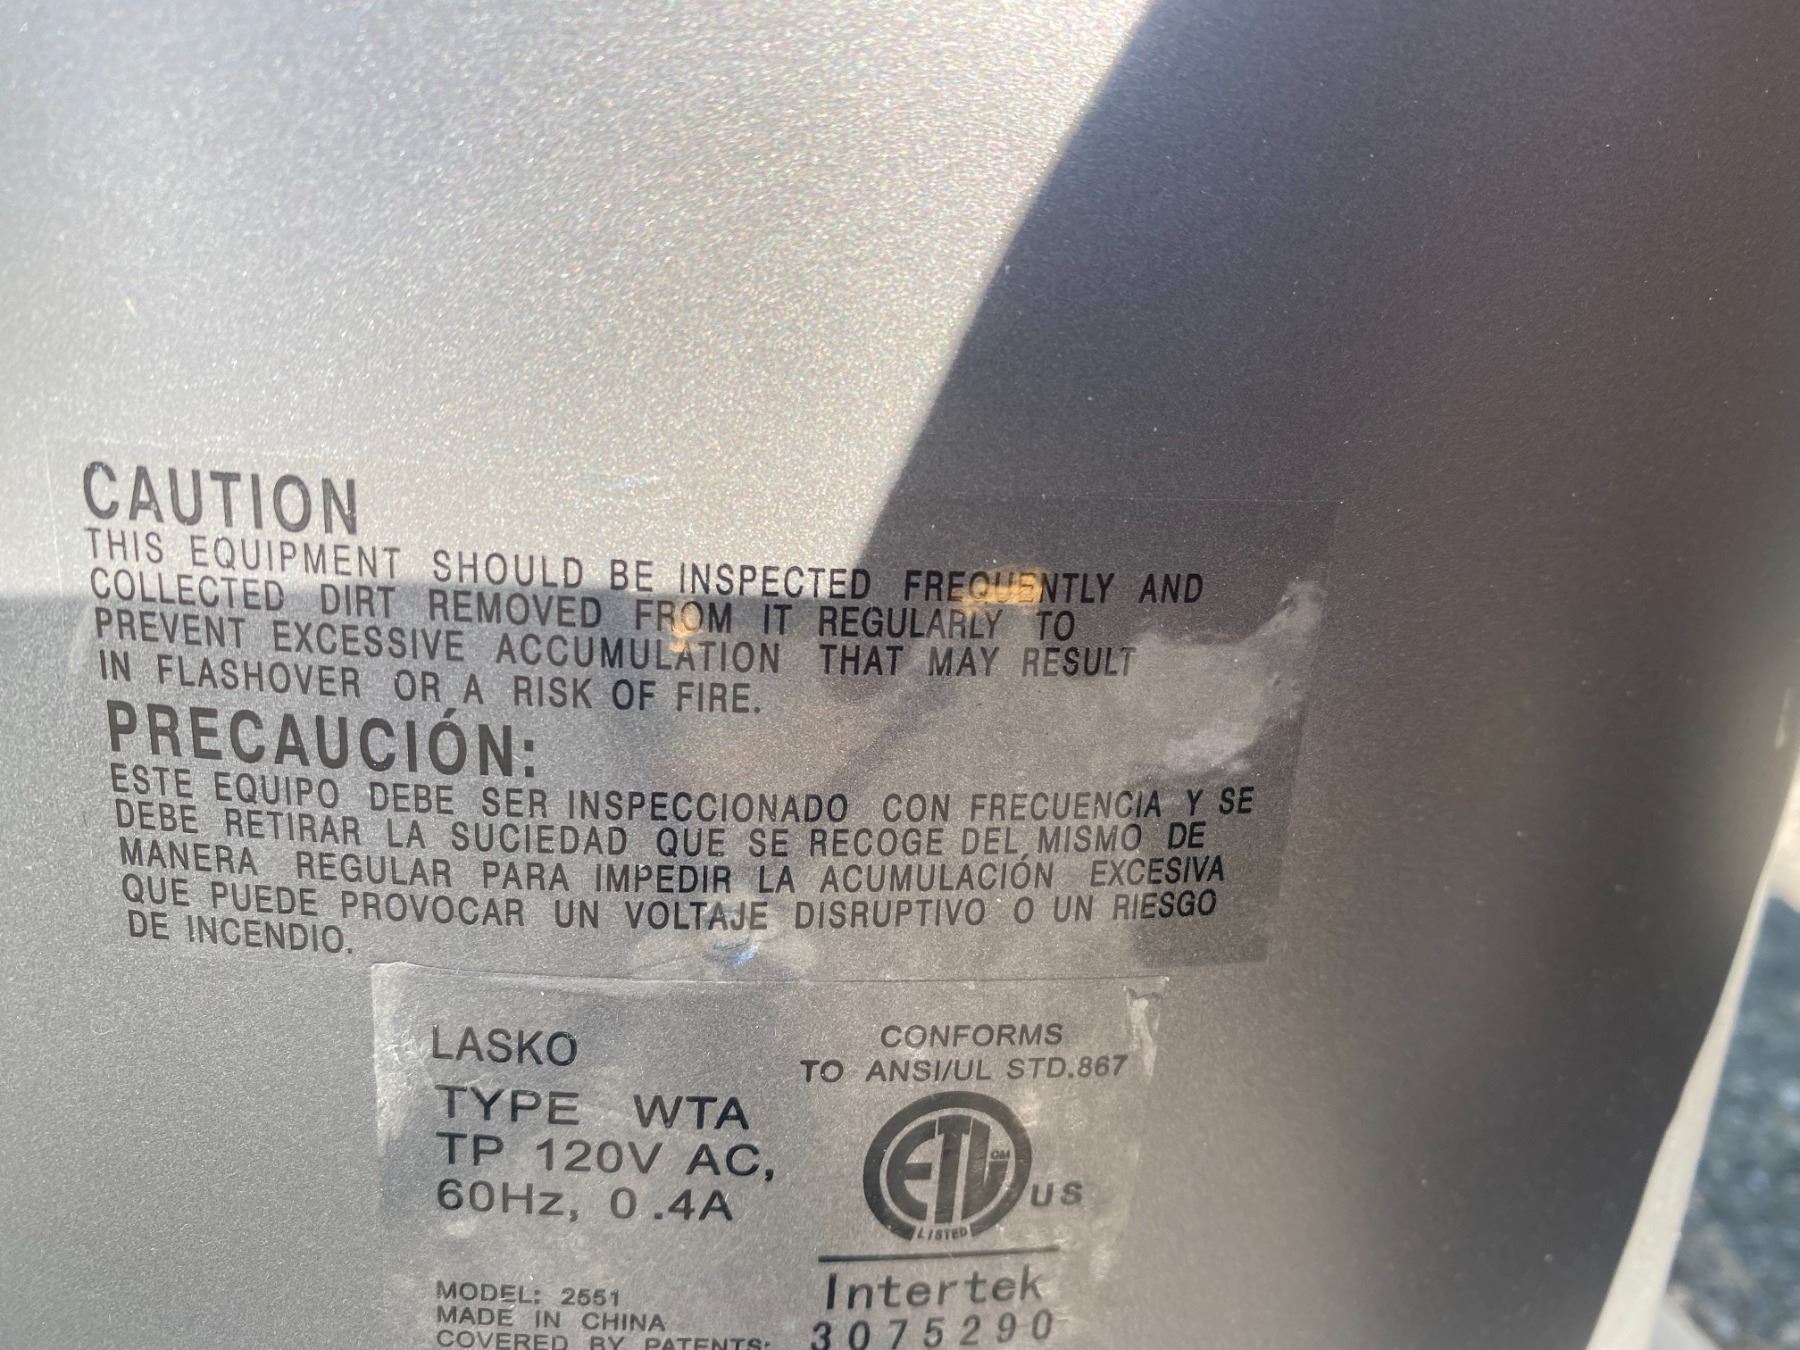 CAUTION
THIS EQUIPMENT SHOULD BE INSPECTED FREQUENTLY AND
COLLECTED DIRT REMOVED FROM IT REGULARLY TO
PREVENT EXCESSIVE ACCUMULATION THAT MAY RESULT
IN FLASHOVER OR A RISK OF FIRE.
PRECAUCIÓN:
ESTE EQUIPO DEBE SER INSPECCIONADO CON FRECUENCIA Y SE
DEBE RETIRAR LA SUCIEDAD QUE SE RECOGE DEL MISMO DE
MANERA REGULAR PARA IMPEDIR LA ACUMULACIÓN EXCESIVA
QUE PUEDE PROVOCAR UN VOLTAJE DISRUPTIVO O UN RIESGO
DE INCENDIO.
LASKO
TYPE WTA
TP 120V AC,
60Hz, 0.4A
MODEL: 2551
MADE IN CHINA
COVERED BY PATENTS:
CONFORMS
TO ANSI/UL STD.867
ETL CM
LISTED
US
Intertek
3075290